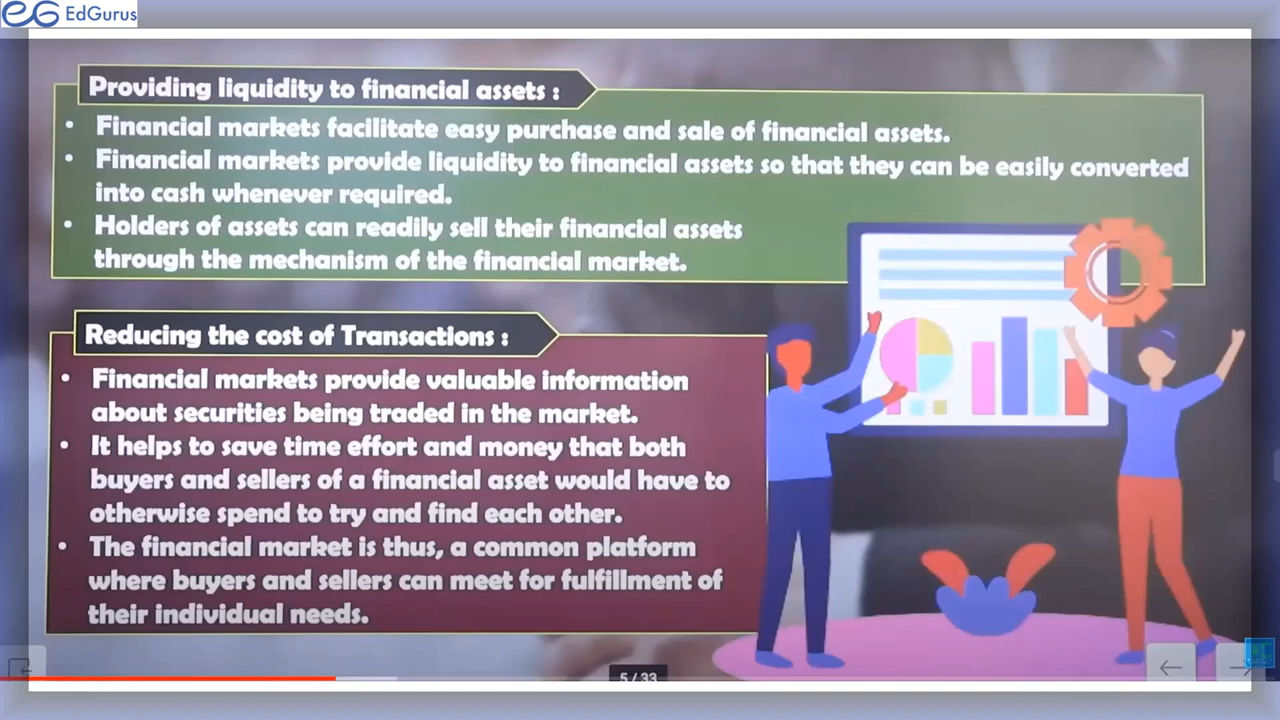 EdGurus
Providing liquidity to financial assets :
• Financial markets facilitate easy purchase and sale of financial assets.
• Financial markets provide liquidity to financial assets so that they can be easily converted
into cash whenever required.
• Holders of assets can readily sell their financial assets
through the mechanism of the financial market.
Reducing the cost of Transactions :
• Financial markets provide valuable information
about securities being traded in the market.
• It helps to save time effort and money that both
buyers and sellers of a financial asset would have to
otherwise spend to try and find each other.
• The financial market is thus, a common platform
where buyers and sellers can meet for fulfillment of
their individual needs.
5 / 33